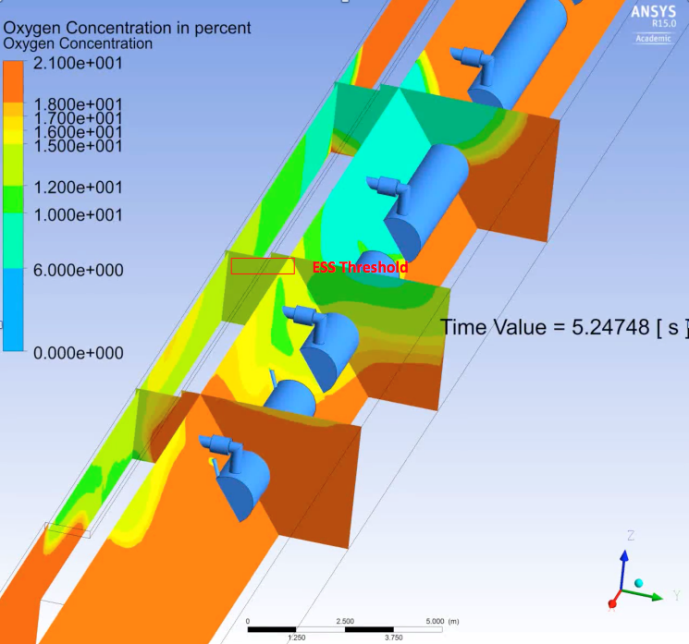 Oxygen Concentration in percent
Oxygen Concentration
2.100e+001
1.800e+001
1.700e+001
1.600e+001
1.500e+001
1.200e+001
1.000e+001
6.000e+000
0.000e+000
ANSYS
R15.0
Academic
ESS Threshold
Time Value = 5.24748 [ s ]
Z
Y
0 2.500 5.000 (m)
1.250 3.750